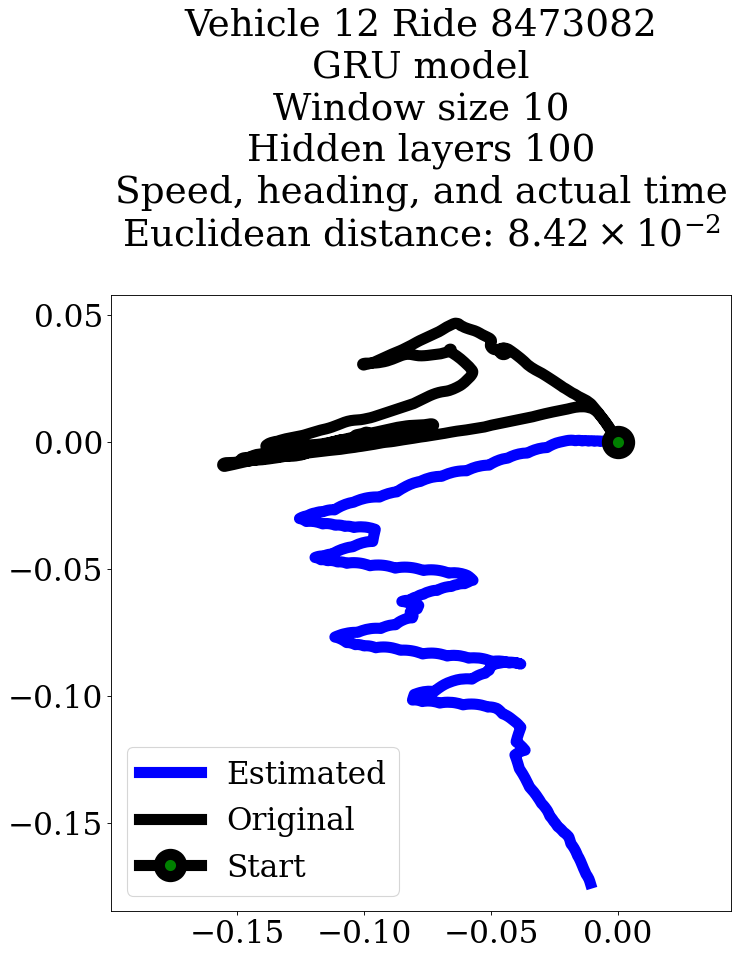 Vehicle 12 Ride 8473082
GRU model
Window size 10
Hidden layers 100
Speed, heading, and actual time
Euclidean distance: 8.42 × 10⁻²
0.05
0.00
−0.05
−0.10
−0.15
Estimated
Original
Start
−0.15 −0.10 −0.05 0.00